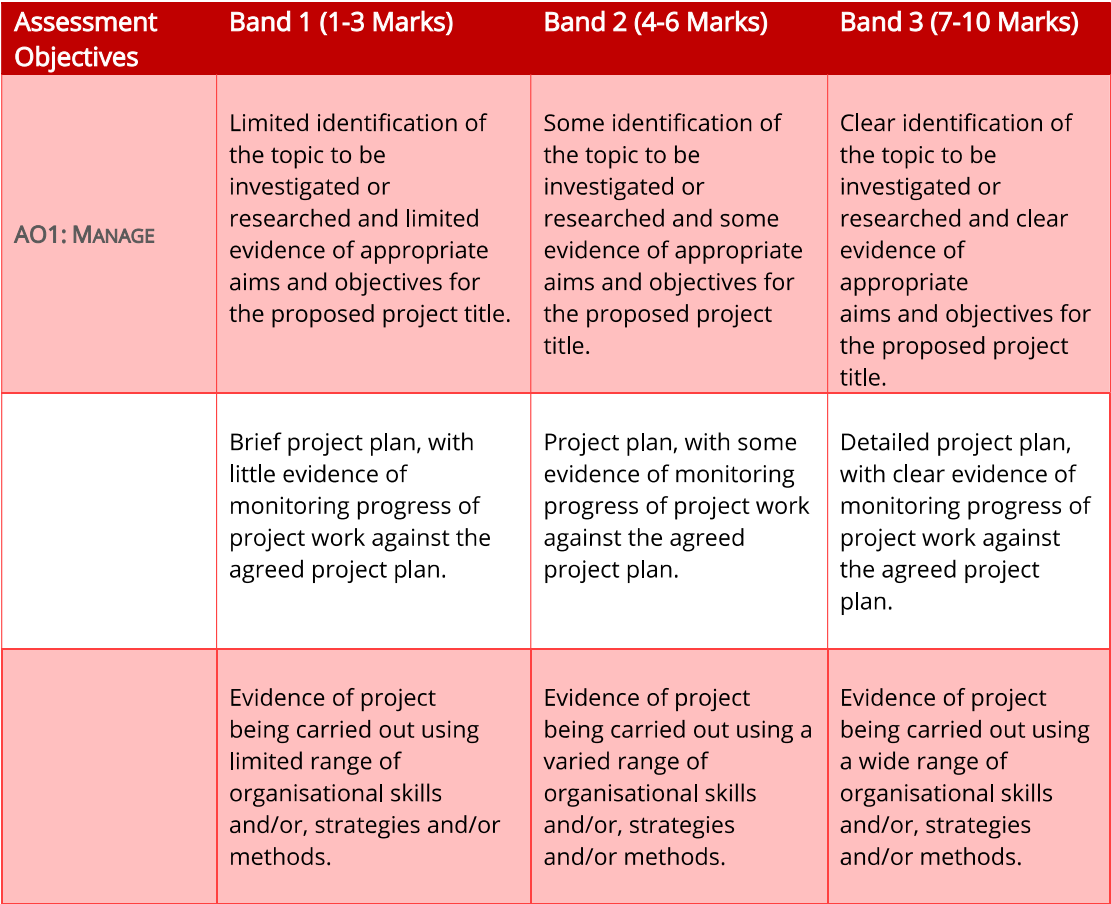 Assessment
Objectives
Band 1 (1-3 Marks)
Band 2 (4-6 Marks)
Band 3 (7-10 Marks)
AO1: MANAGE
Limited identification of
the topic to be
investigated or
researched and limited
evidence of appropriate
aims and objectives for
the proposed project title.
Some identification of
the topic to be
investigated or
researched and some
evidence of appropriate
aims and objectives for
the proposed project
title.
Clear identification of
the topic to be
investigated or
researched and clear
evidence of
appropriate
aims and objectives for
the proposed project
title.
Brief project plan, with
little evidence of
monitoring progress of
project work against the
agreed project plan.
Project plan, with some
evidence of monitoring
progress of project work
against the agreed
project plan.
Detailed project plan,
with clear evidence of
monitoring progress of
project work against
the agreed project
plan.
Evidence of project
being carried out using
limited range of
organisational skills
and/or, strategies and/or
methods.
Evidence of project
being carried out using a
varied range of
organisational skills
and/or, strategies
and/or methods.
Evidence of project
being carried out using
a wide range of
organisational skills
and/or, strategies
and/or methods.